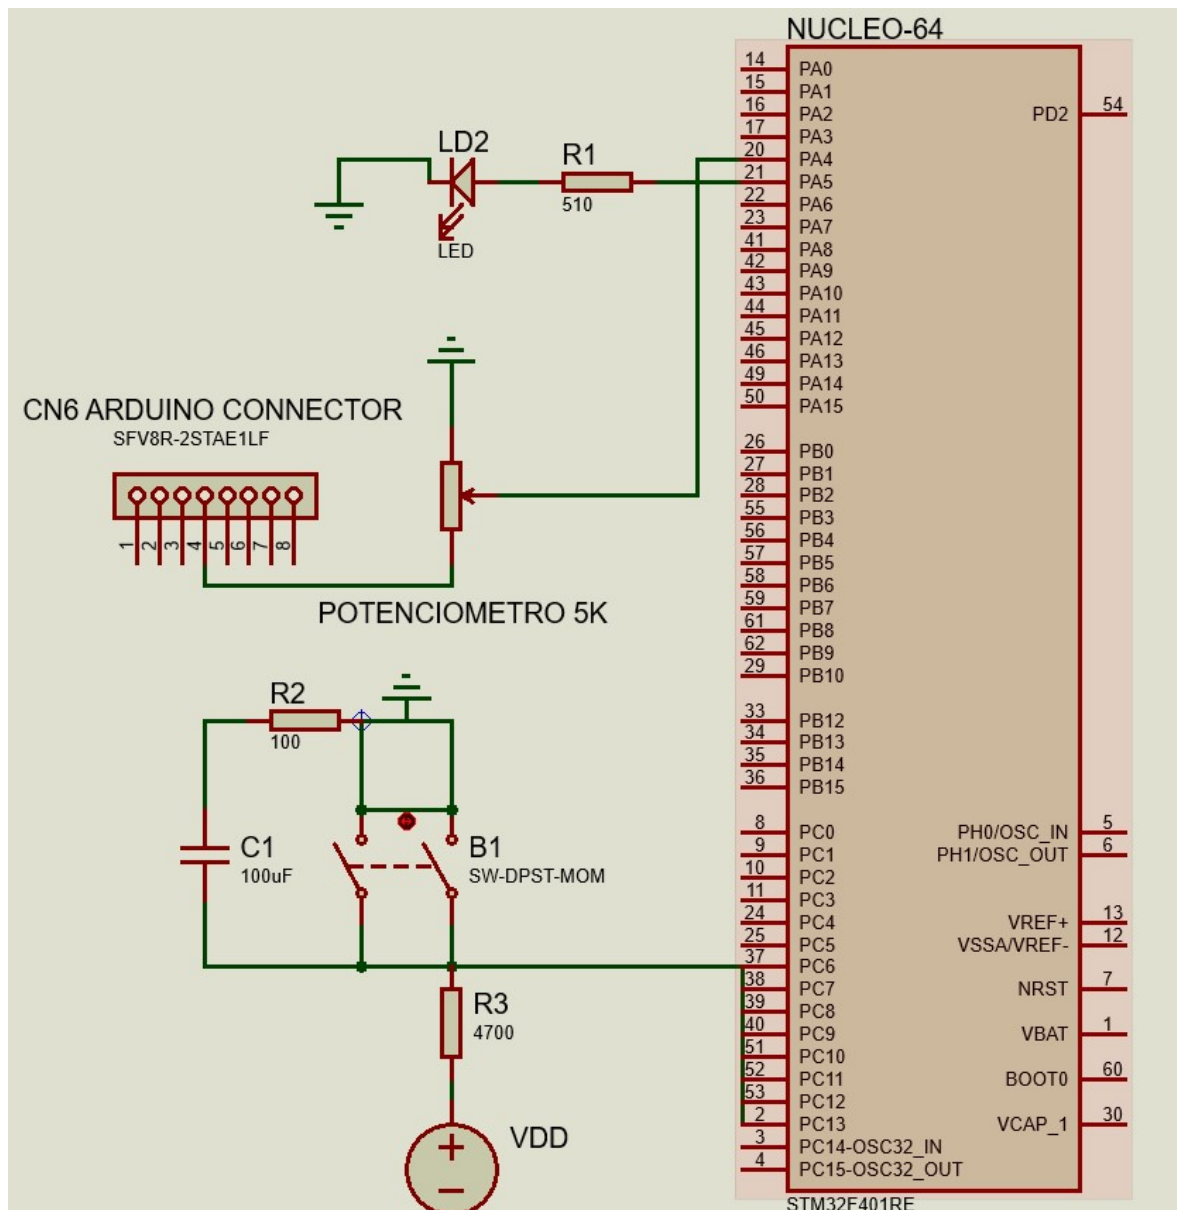 NUCLEO-64
14 PA0
15 PA1
16 PA2
PD2 54
17 PA3
20 PA4
21 PA5
22 PA6
23 PA7
41 PA8
42 PA9
43 PA10
44 PA11
45 PA12
46 PA13
49 PA14
50 PA15
LD2
LED
R1
510
CN6 ARDUINO CONNECTOR
SFV8R-2STAE1LF
1 2 3 4 5 6 7 8
POTENCIOMETRO 5K
26 PB0
27 PB1
28 PB2
55 PB3
56 PB4
57 PB5
58 PB6
59 PB7
61 PB8
62 PB9
29 PB10
33 PB12
34 PB13
35 PB14
36 PB15
R2
100
C1
100uF
B1
SW-DPST-MOM
8 PC0
PH0/OSC_IN 5
9 PC1
PH1/OSC_OUT 6
10 PC2
11 PC3
24 PC4
VREF+ 13
25 PC5
VSSA/VREF- 12
37 PC6
38 PC7
NRST 7
39 PC8
40 PC9
VBAT 1
51 PC10
52 PC11
BOOT0 60
53 PC12
2 PC13
VCAP_1 30
3 PC14-OSC32_IN
4 PC15-OSC32_OUT
R3
4700
VDD
STM32F401RE